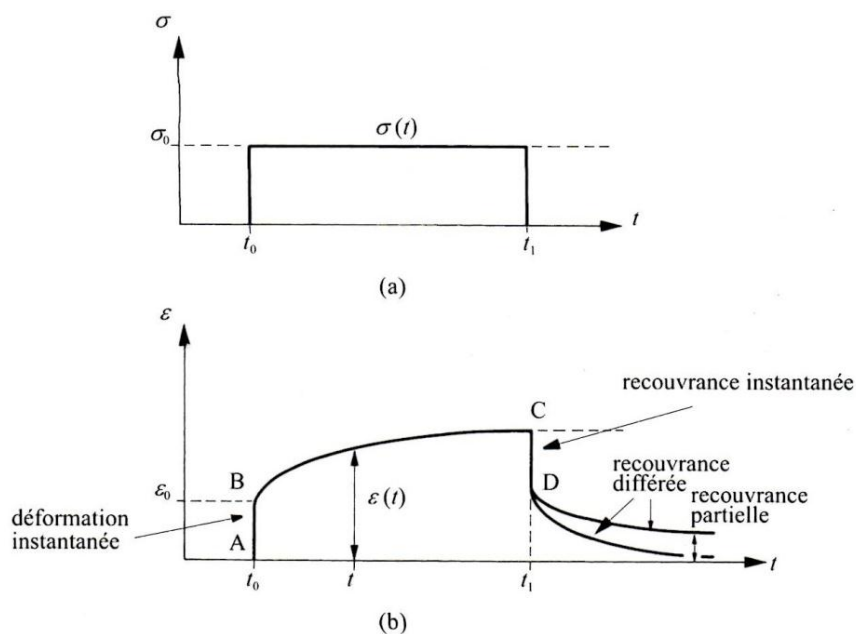 σ
σ₀
σ(t)
t₀
t₁
t
(a)
ε
recouvrance instantanée
C
B
D
recouvrance
différée
recouvrance
partielle
ε₀
ε(t)
déformation
instantanée
A
t₀
t
t₁
t
(b)